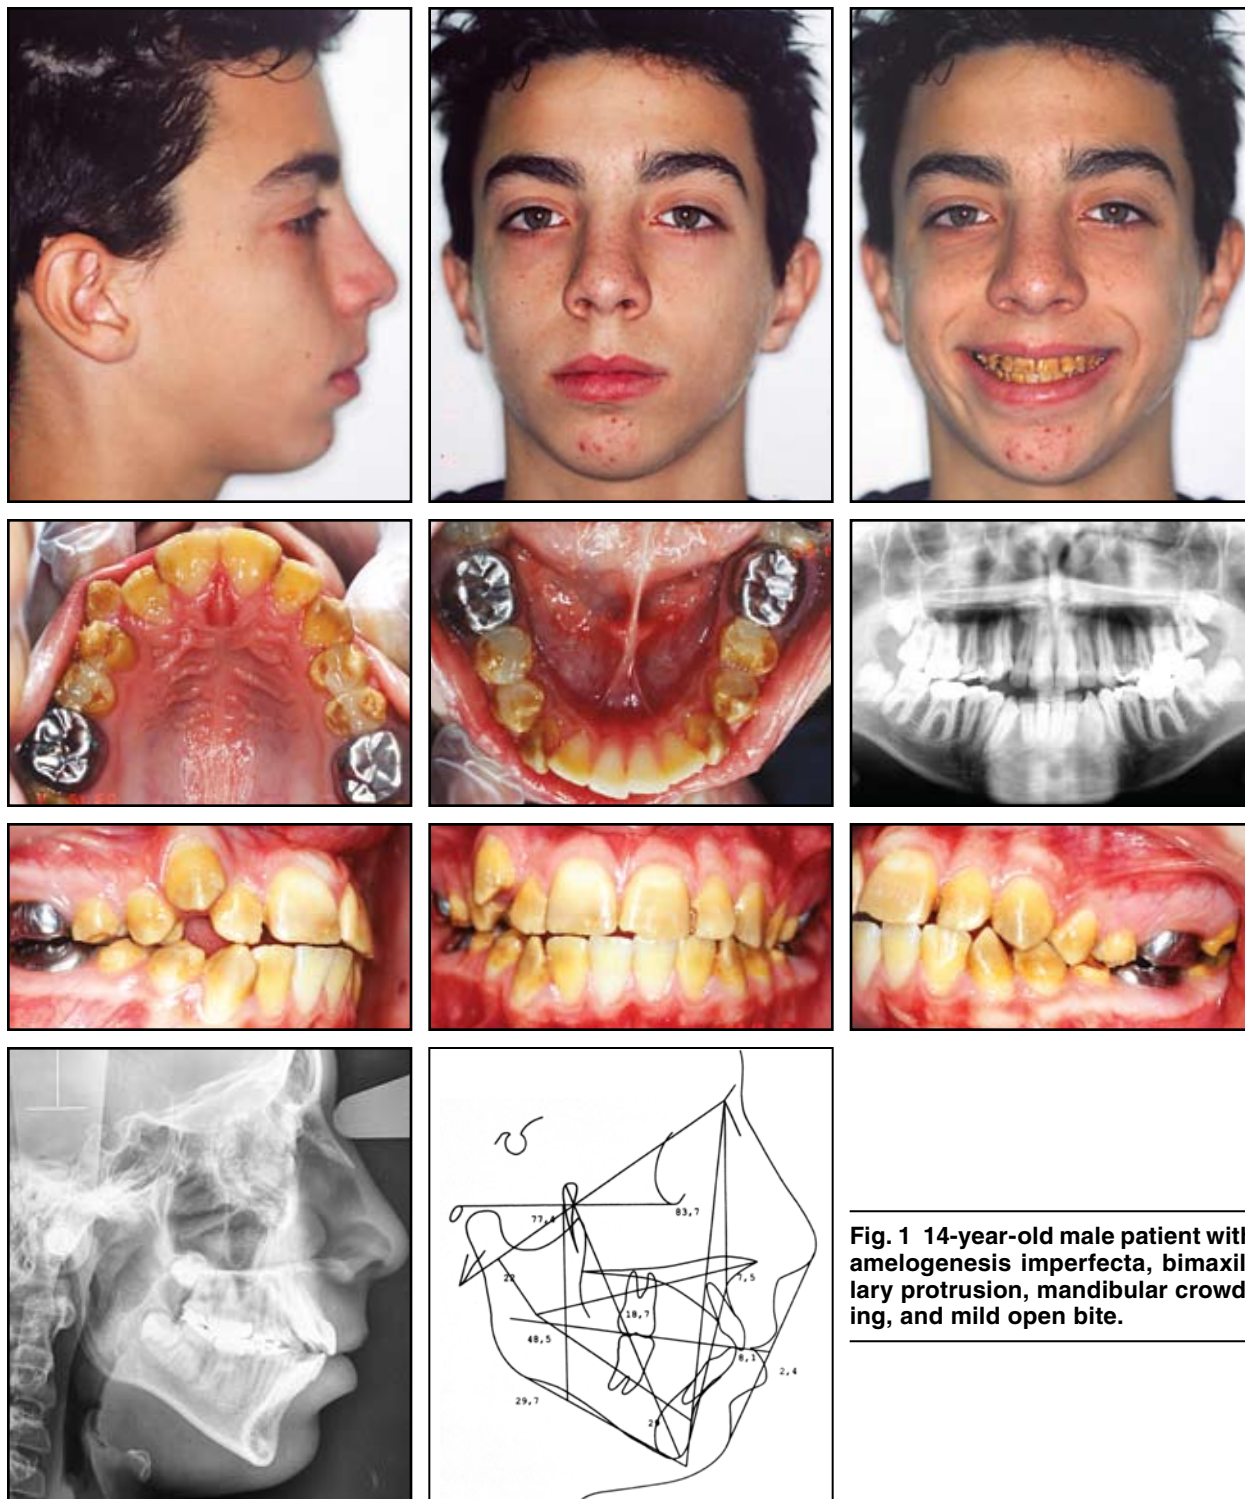 77,4
83,7
22
7,5
18,7
48,5
8,1
2,4
29,7
Fig. 1 14-year-old male patient with
amelogenesis imperfecta, bimaxil-
lary protrusion, mandibular crowd-
ing, and mild open bite.